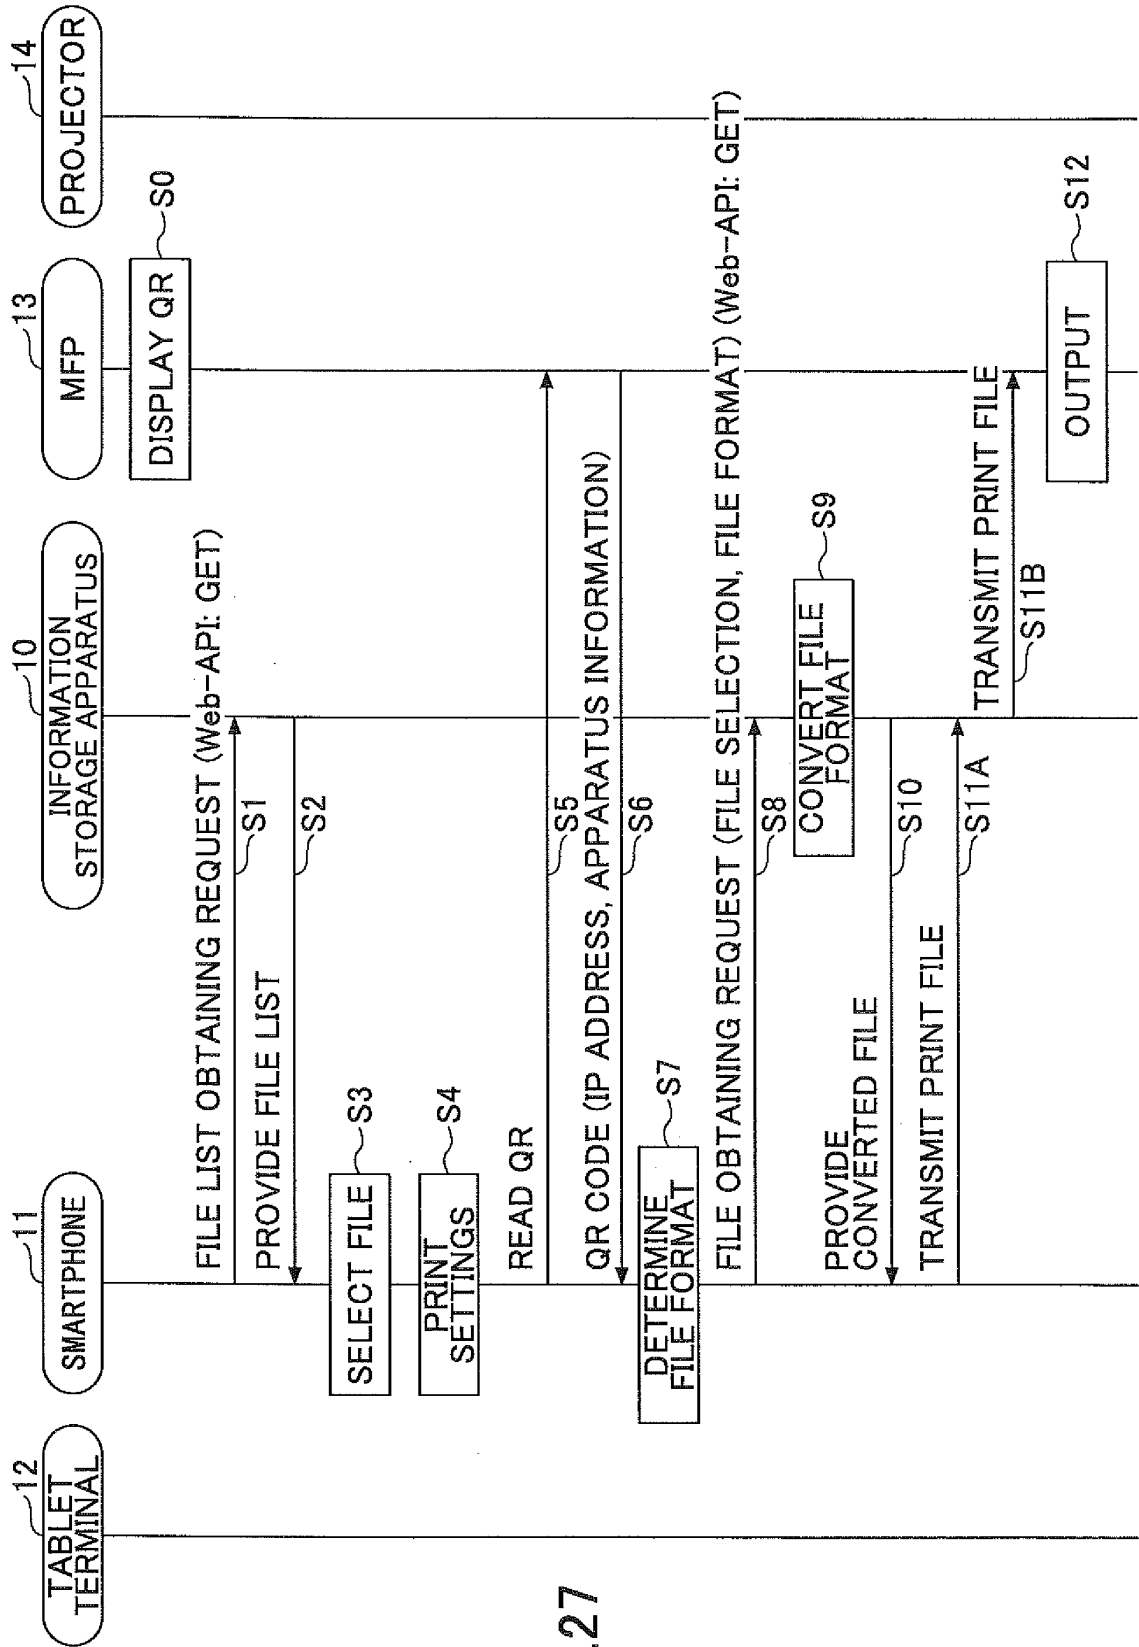 .27
12
TABLET
TERMINAL
11
SMARTPHONE
10
INFORMATION
STORAGE APPARATUS
13
MFP
14
PROJECTOR
DISPLAY QR
S0
FILE LIST OBTAINING REQUEST (Web-API: GET)
S1
PROVIDE FILE LIST
S2
SELECT FILE
S3
PRINT
SETTINGS
S4
READ QR
S5
QR CODE (IP ADDRESS, APPARATUS INFORMATION)
S6
DETERMINE
FILE FORMAT
S7
FILE OBTAINING REQUEST (FILE SELECTION, FILE FORMAT) (Web-API: GET)
S8
CONVERT FILE
FORMAT
S9
PROVIDE
CONVERTED FILE
S10
TRANSMIT PRINT FILE
S11A
TRANSMIT PRINT FILE
S11B
OUTPUT
S12